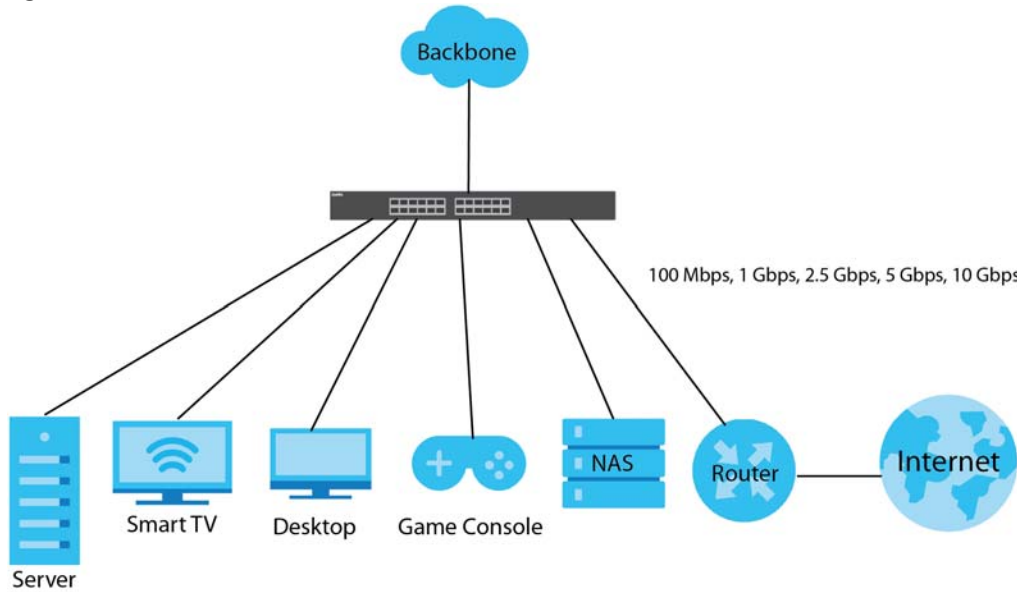 Backbone
100 Mbps, 1 Gbps, 2.5 Gbps, 5 Gbps, 10 Gbps
NAS
Router
Internet
Smart TV
Desktop
Game Console
Server